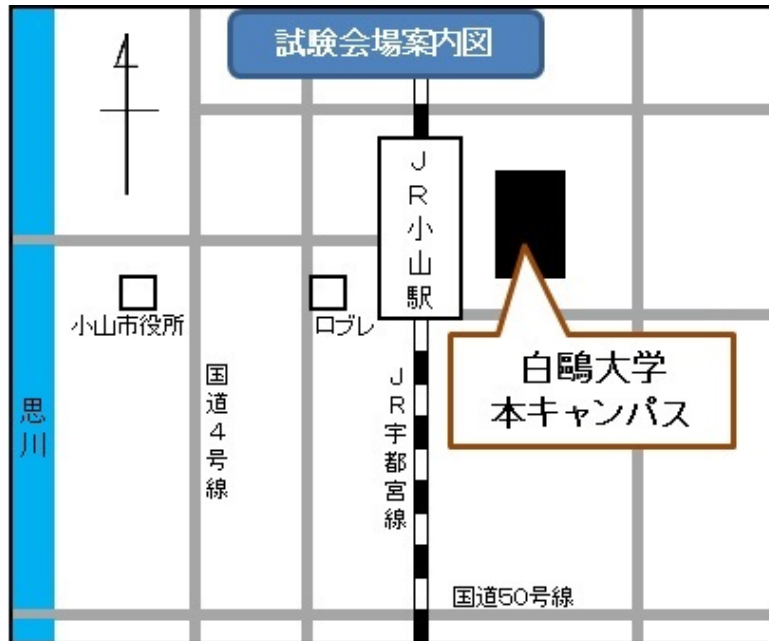 試験会場案内図
JR小山駅
小山市役所
ロブレ
白鷗大学
本キャンパス
思川
国道4号線
JR宇都宮線
国道50号線